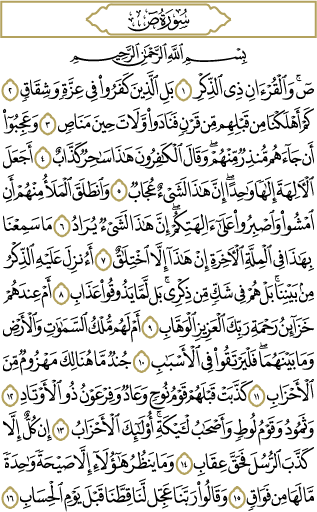 سُورَةُ صٓ
بِسْمِ ٱللَّهِ ٱلرَّحْمَٰنِ ٱلرَّحِيمِ
صٓ ۚ وَٱلْقُرْءَانِ ذِى ٱلذِّكْرِ ١ بَلِ ٱلَّذِينَ كَفَرُوا۟ فِى عِزَّةٍ وَشِقَاقٍ ٢
كَمْ أَهْلَكْنَا مِن قَبْلِهِم مِّن قَرْنٍ فَنَادَوا۟ وَّلَاتَ حِينَ مَنَاصٍ ٣ وَعَجِبُوٓا۟
أَن جَآءَهُم مُّنذِرٌ مِّنْهُمْ ۖ وَقَالَ ٱلْكَٰفِرُونَ هَٰذَا سَٰحِرٌ كَذَّابٌ ٤ أَجَعَلَ
ٱلْءَالِهَةَ إِلَٰهًا وَٰحِدًا ۖ إِنَّ هَٰذَا لَشَىْءٌ عُجَابٌ ٥ وَٱنطَلَقَ ٱلْمَلَأُ مِنْهُمْ أَنِ
ٱمْشُوا۟ وَٱصْبِرُوا۟ عَلَىٰٓ ءَالِهَتِكُمْ ۖ إِنَّ هَٰذَا لَشَىْءٌ يُرَادُ ٦ مَا سَمِعْنَا
بِهَٰذَا فِى ٱلْمِلَّةِ ٱلْءَاخِرَةِ إِنْ هَٰذَآ إِلَّا ٱخْتِلَٰقٌ ٧ أَءُنزِلَ عَلَيْهِ ٱلذِّكْرُ
مِنۢ بَيْنِنَا ۚ بَلْ هُمْ فِى شَكٍّ مِّن ذِكْرِى ۖ بَل لَّمَّا يَذُوقُوا۟ عَذَابِ ٨ أَمْ عِندَهُمْ
خَزَآئِنُ رَحْمَةِ رَبِّكَ ٱلْعَزِيزِ ٱلْوَهَّابِ ٩ أَمْ لَهُم مُّلْكُ ٱلسَّمَٰوَٰتِ وَٱلْأَرْضِ
وَمَا بَيْنَهُمَا ۖ فَلْيَرْتَقُوا۟ فِى ٱلْأَسْبَٰبِ ١٠ جُندٌ مَّا هُنَالِكَ مَهْزُومٌ مِّنَ
ٱلْأَحْزَابِ ١١ كَذَّبَتْ قَبْلَهُمْ قَوْمُ نُوحٍ وَعَادٌ وَفِرْعَوْنُ ذُو ٱلْأَوْتَادِ ١٢
وَثَمُودُ وَقَوْمُ لُوطٍ وَأَصْحَٰبُ لْـَٔيْكَةِ ۚ أُو۟لَٰٓئِكَ ٱلْأَحْزَابُ ١٣ إِن كُلٌّ إِلَّا
كَذَّبَ ٱلرُّسُلَ فَحَقَّ عِقَابِ ١٤ وَمَا يَنظُرُ هَٰٓؤُلَآءِ إِلَّا صَيْحَةً وَٰحِدَةً
مَّا لَهَا مِن فَوَاقٍ ١٥ وَقَالُوا۟ رَبَّنَا عَجِّل لَّنَا قِطَّنَا قَبْلَ يَوْمِ ٱلْحِسَابِ ١٦